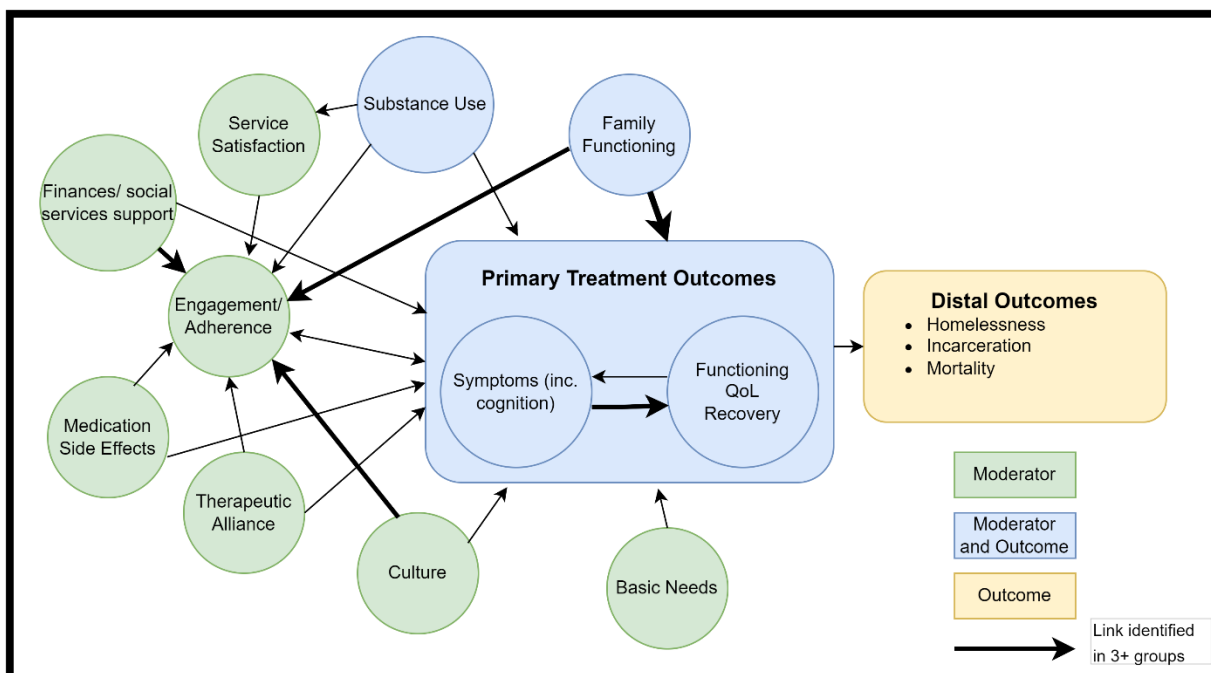 Substance Use
Family
Functioning
Service
Satisfaction
Finances/ social
services support
Engagement/
Adherence
Primary Treatment Outcomes
Symptoms (inc.
cognition)
Functioning
QoL
Recovery
Distal Outcomes
• Homelessness
• Incarceration
• Mortality
Medication
Side Effects
Therapeutic
Alliance
Culture
Basic Needs
Moderator
Moderator
and Outcome
Outcome
Link identified
in 3+ groups